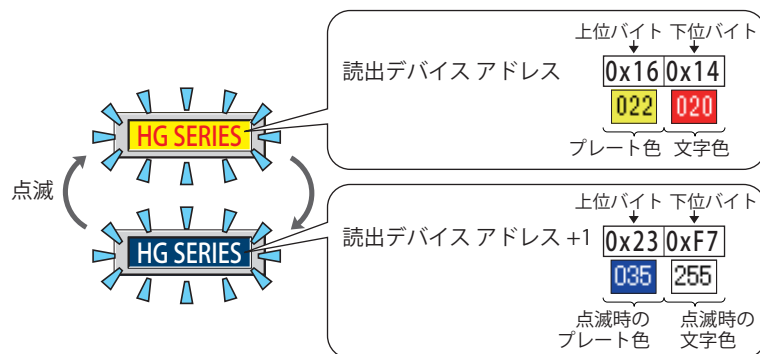 上位バイト 下位バイト
読出デバイス アドレス
0x16 0x14
022 020
プレート色 文字色
HG SERIES
点滅
HG SERIES
上位バイト 下位バイト
読出デバイス アドレス +1
0x23 0xF7
035 255
点滅時の 点滅時の
プレート色 文字色